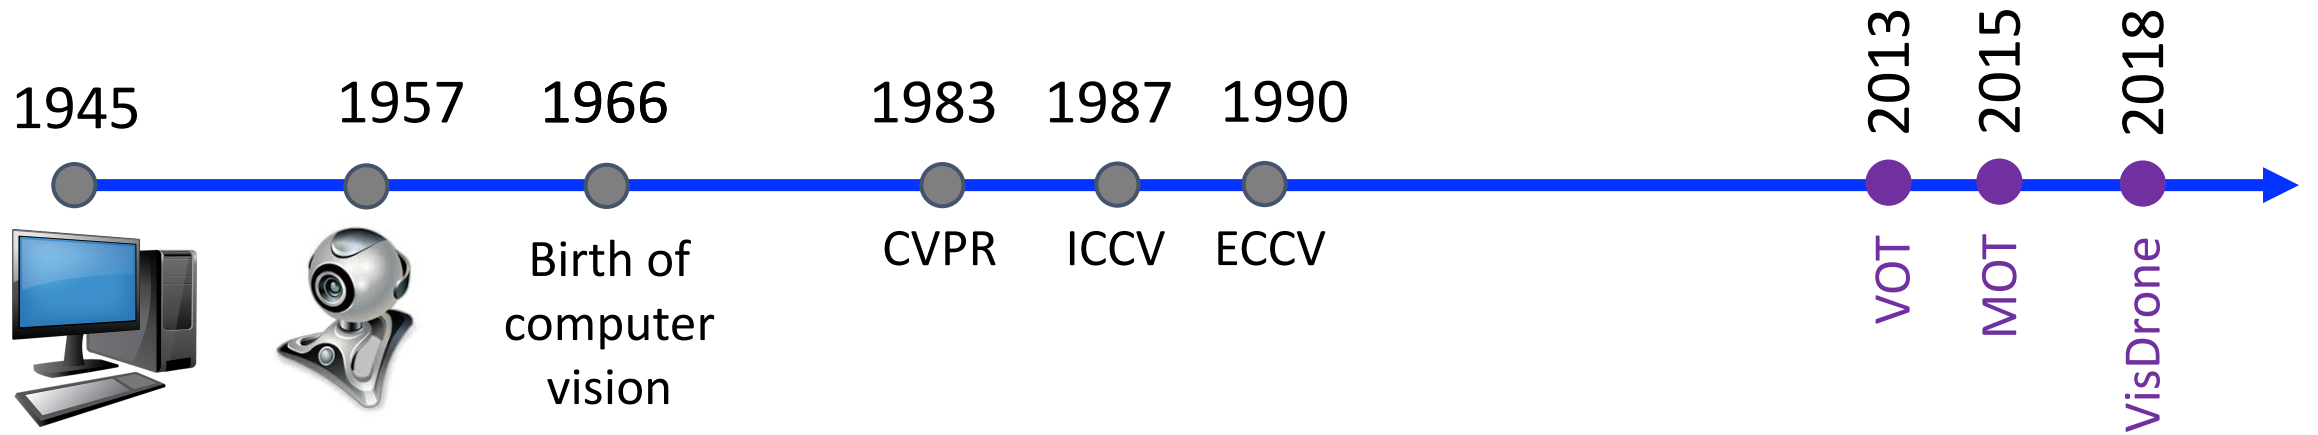 1945
1957
1966
1983
1987
1990
2013
2015
2018
Birth of
computer
vision
CVPR
ICCV
ECCV
VOT
MOT
VisDrone